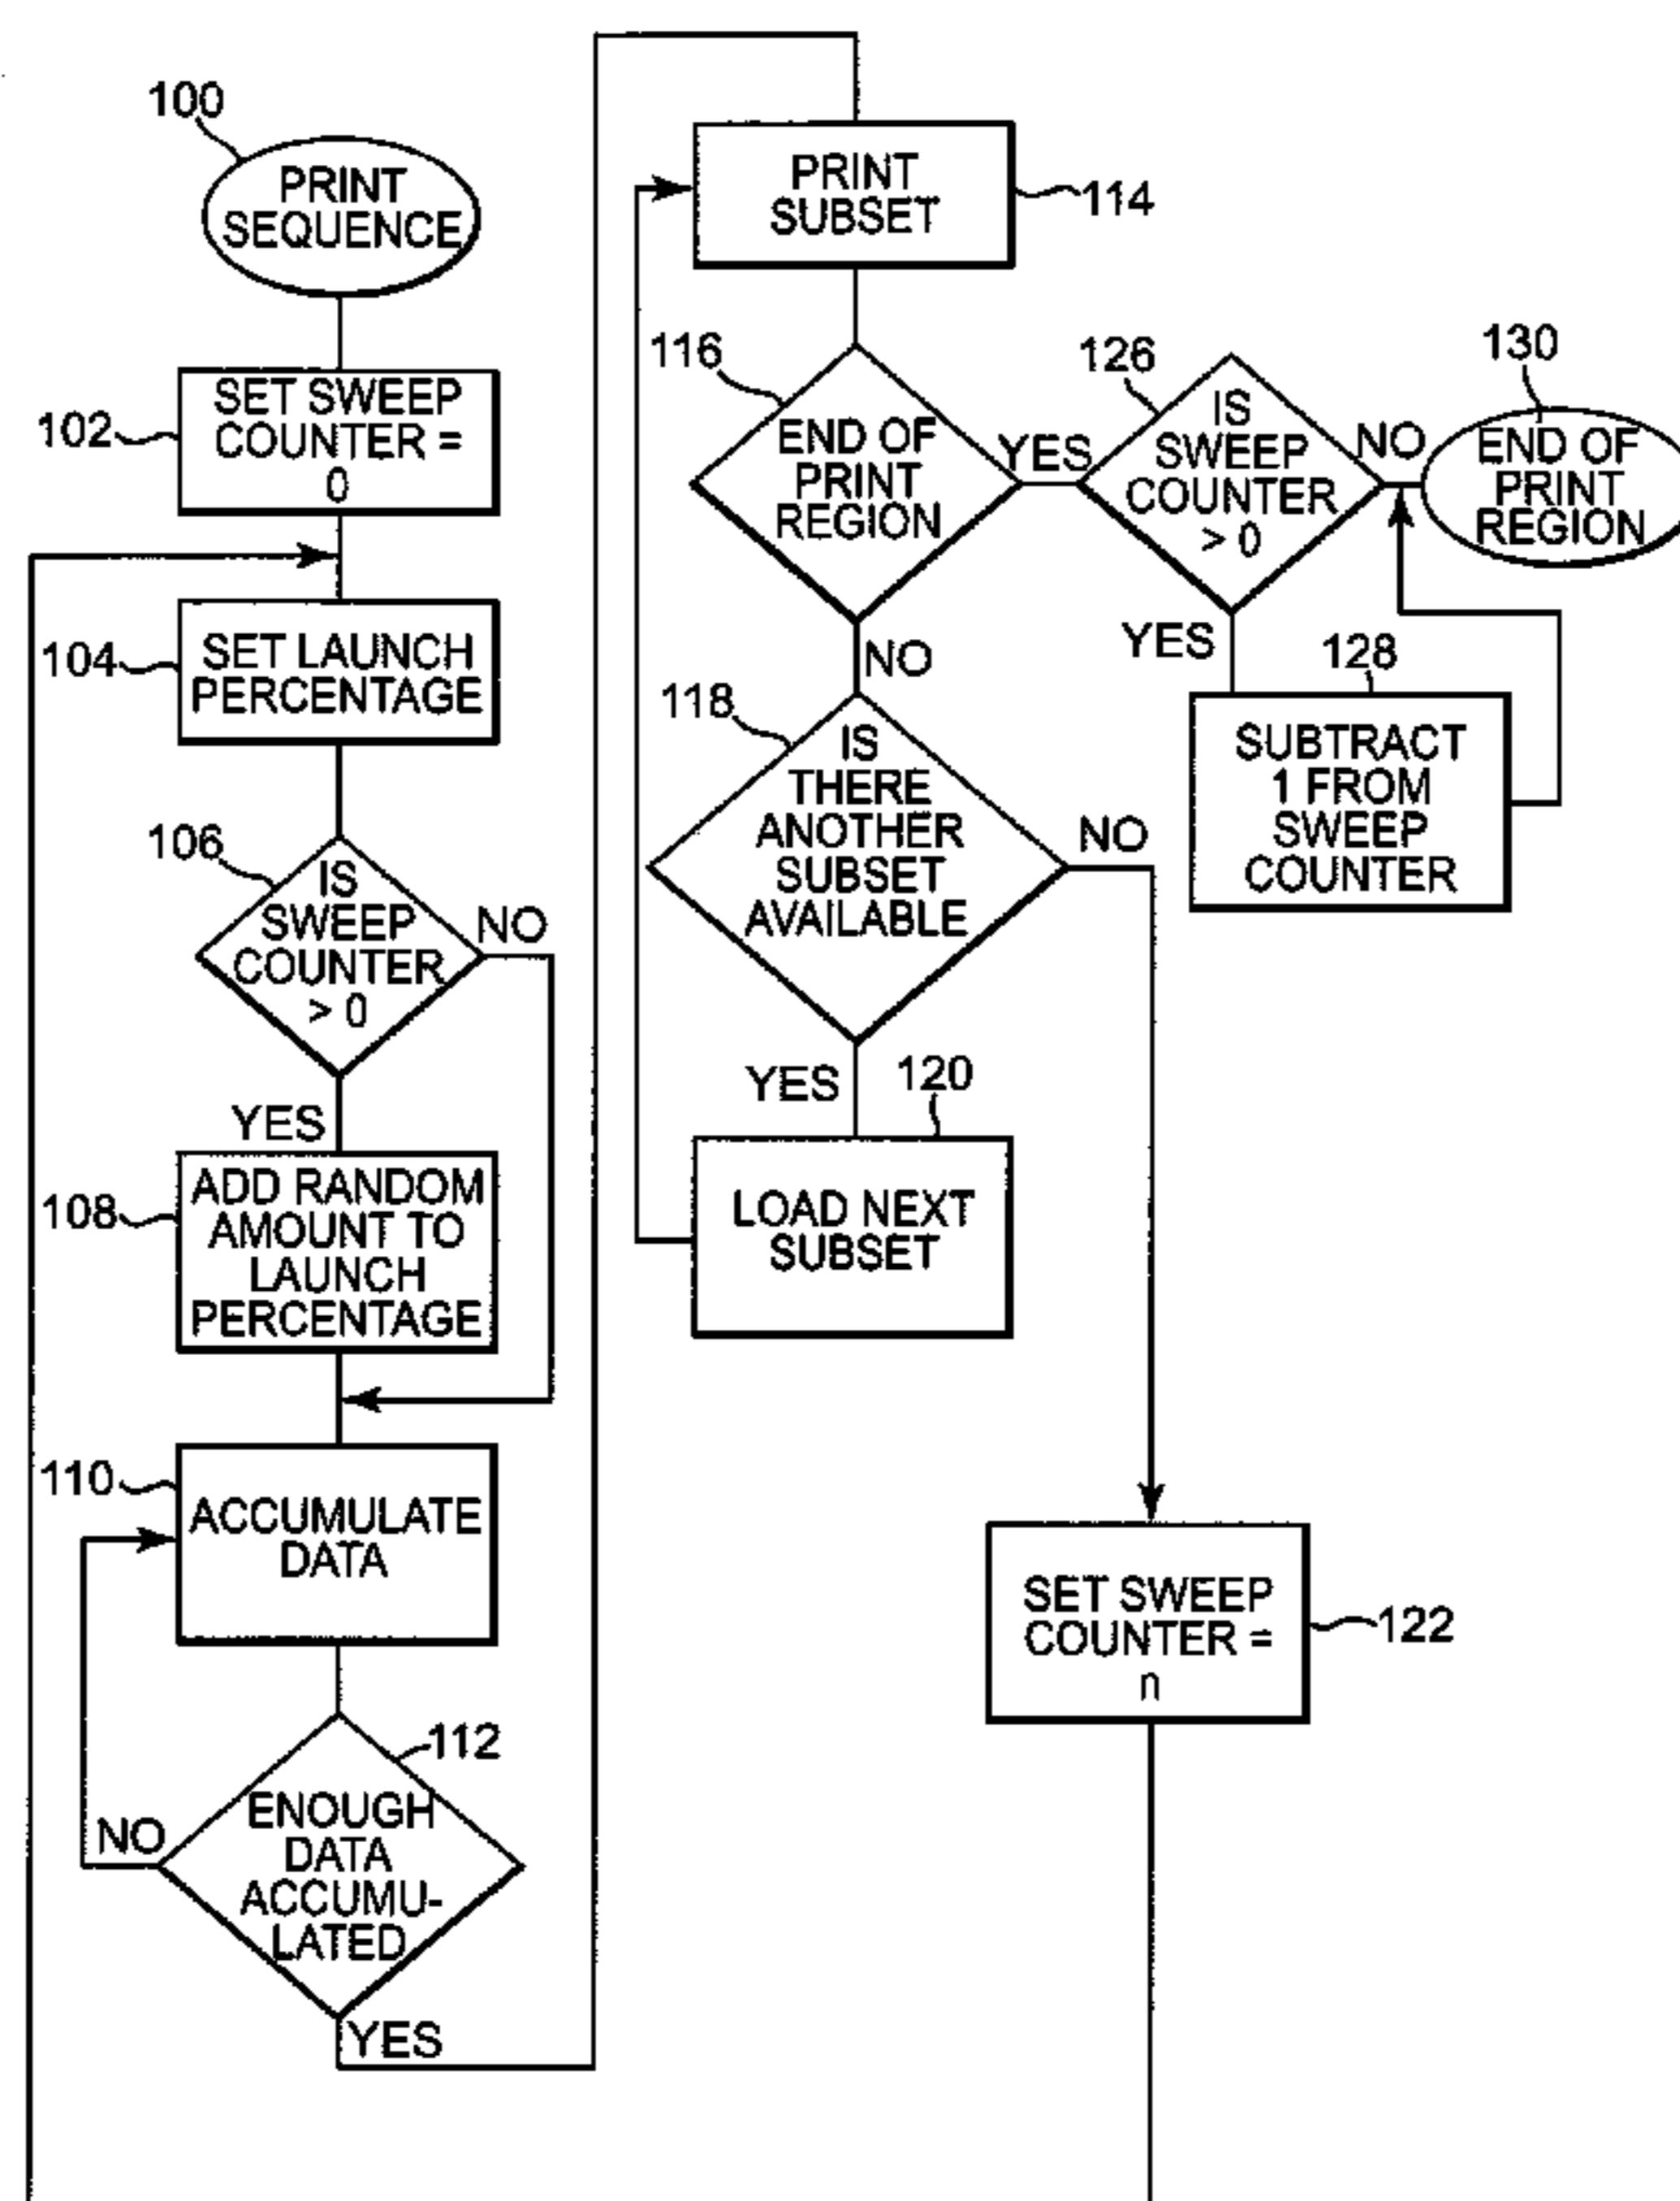 100
PRINT
SEQUENCE
102
SET SWEEP
COUNTER =
0
104
SET LAUNCH
PERCENTAGE
106
IS
SWEEP
COUNTER
> 0
NO
YES
108
ADD RANDOM
AMOUNT TO
LAUNCH
PERCENTAGE
110
ACCUMULATE
DATA
112
ENOUGH
DATA
ACCUMU-
LATED
NO
YES
PRINT
SUBSET
114
116
END OF
PRINT
REGION
YES
NO
118
IS
THERE
ANOTHER
SUBSET
AVAILABLE
NO
YES
120
LOAD NEXT
SUBSET
SET SWEEP
COUNTER =
n
122
126
IS
SWEEP
COUNTER
> 0
NO
YES
128
SUBTRACT
1 FROM
SWEEP
COUNTER
130
END OF
PRINT
REGION